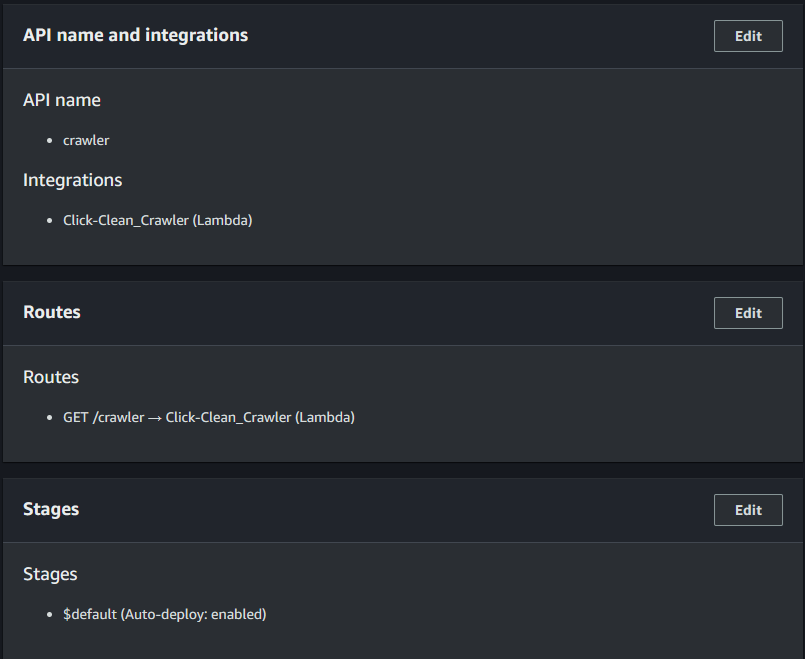 API name and integrations
Edit
API name
• crawler
Integrations
• Click-Clean_Crawler (Lambda)
Routes
Edit
Routes
• GET /crawler → Click-Clean_Crawler (Lambda)
Stages
Edit
Stages
• $default (Auto-deploy: enabled)